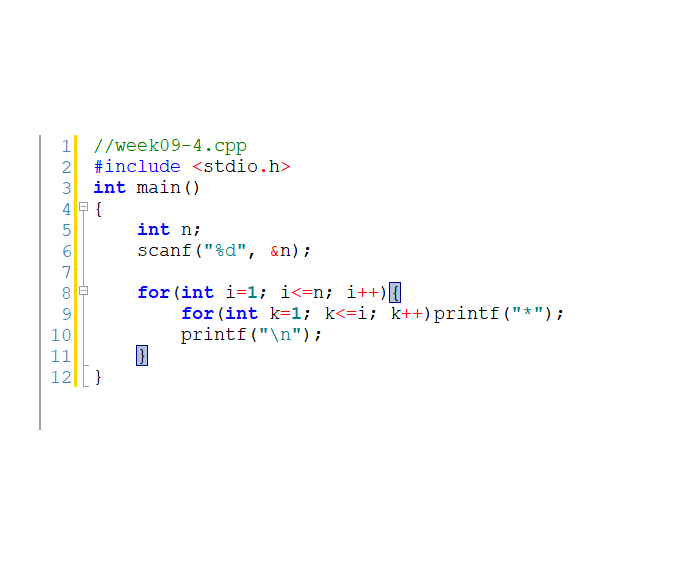 1 //week09-4.cpp
2 #include <stdio.h>
3 int main()
4 {
5     int n;
6     scanf("%d", &n);
7
8     for(int i=1; i<=n; i++){
9         for(int k=1; k<=i; k++)printf("*");
10         printf("\n");
11     }
12 }